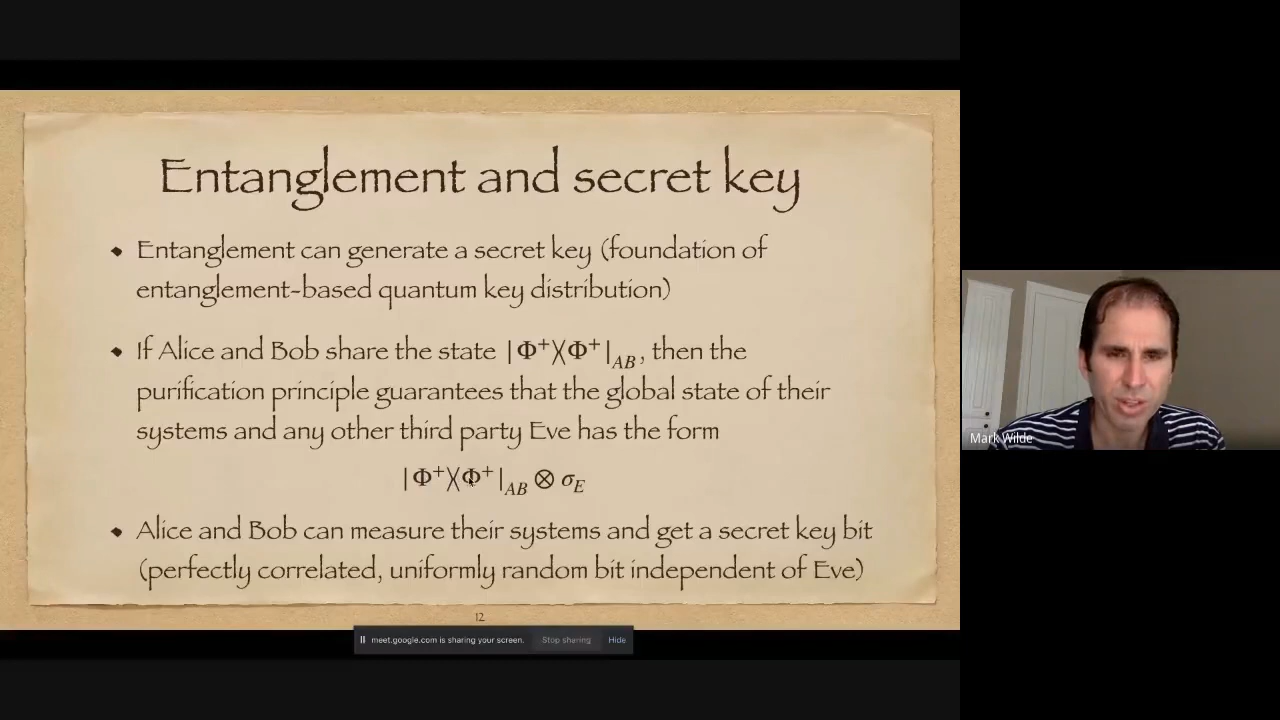 Entanglement and secret key
• Entanglement can generate a secret key (foundation of
entanglement-based quantum key distribution)
• If Alice and Bob share the state |Φ⁺⟩⟨Φ⁺|_AB, then the
purification principle guarantees that the global state of their
systems and any other third party Eve has the form
|Φ⁺⟩⟨Φ⁺|_AB ⊗ σ_E
• Alice and Bob can measure their systems and get a secret key bit
(perfectly correlated, uniformly random bit independent of Eve)
12
meet.google.com is sharing your screen. Stop sharing Hide
Mark Wilde